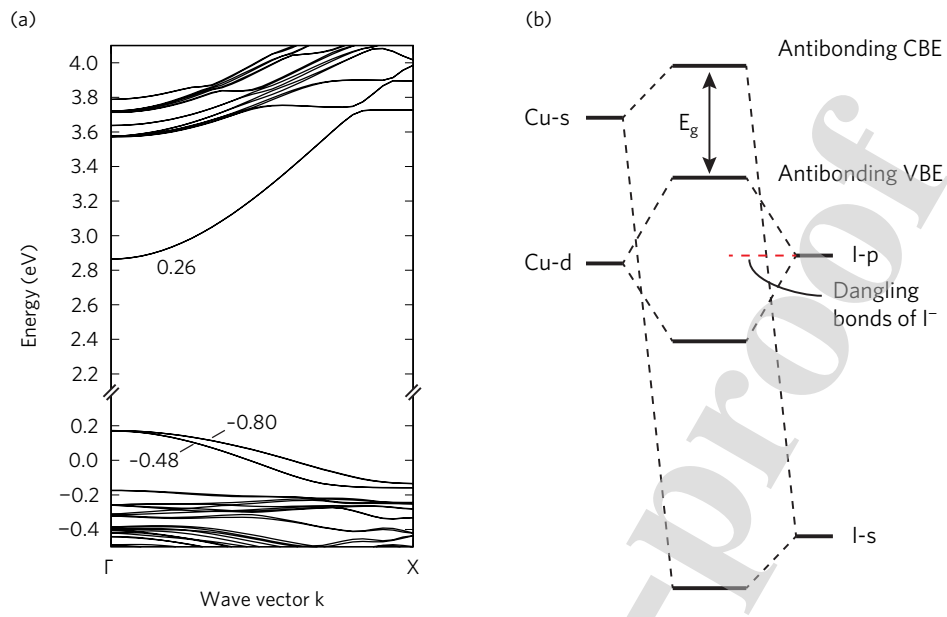 (a)
4.0
3.8
3.6
3.4
3.2
3.0
2.8
2.6
2.4
2.2
0.2
0.0
−0.2
−0.4
Energy (eV)
0.26
−0.80
−0.48
Γ
X
Wave vector k
(b)
Antibonding CBE
Cu-s
E_g
Antibonding VBE
Cu-d
I-p
Dangling
bonds of I⁻
I-s
-proof